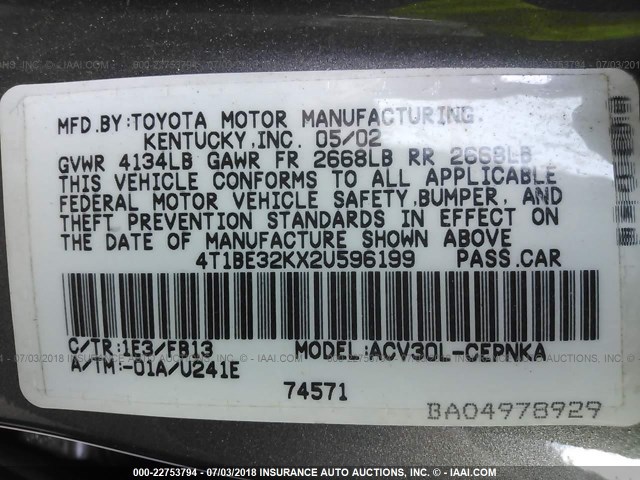 MFD.BY:TOYOTA MOTOR MANUFACTURING
KENTUCKY,INC. 05/02
GVWR 4134LB GAWR FR 2668LB RR 2668LB
THIS VEHICLE CONFORMS TO ALL APPLICABLE
FEDERAL MOTOR VEHICLE SAFETY,BUMPER, AND
THEFT PREVENTION STANDARDS IN EFFECT ON
THE DATE OF MANUFACTURE SHOWN ABOVE
4T1BE32KX2U596199 PASS.CAR
C/TR:1E3/FB13 MODEL:ACV30L-CEPNKA
A/TM:-01A/U241E
74571
BA04978929
000-22753794 - 07/03/2018 INSURANCE AUTO AUCTIONS, INC. - WWW.IAAI.COM